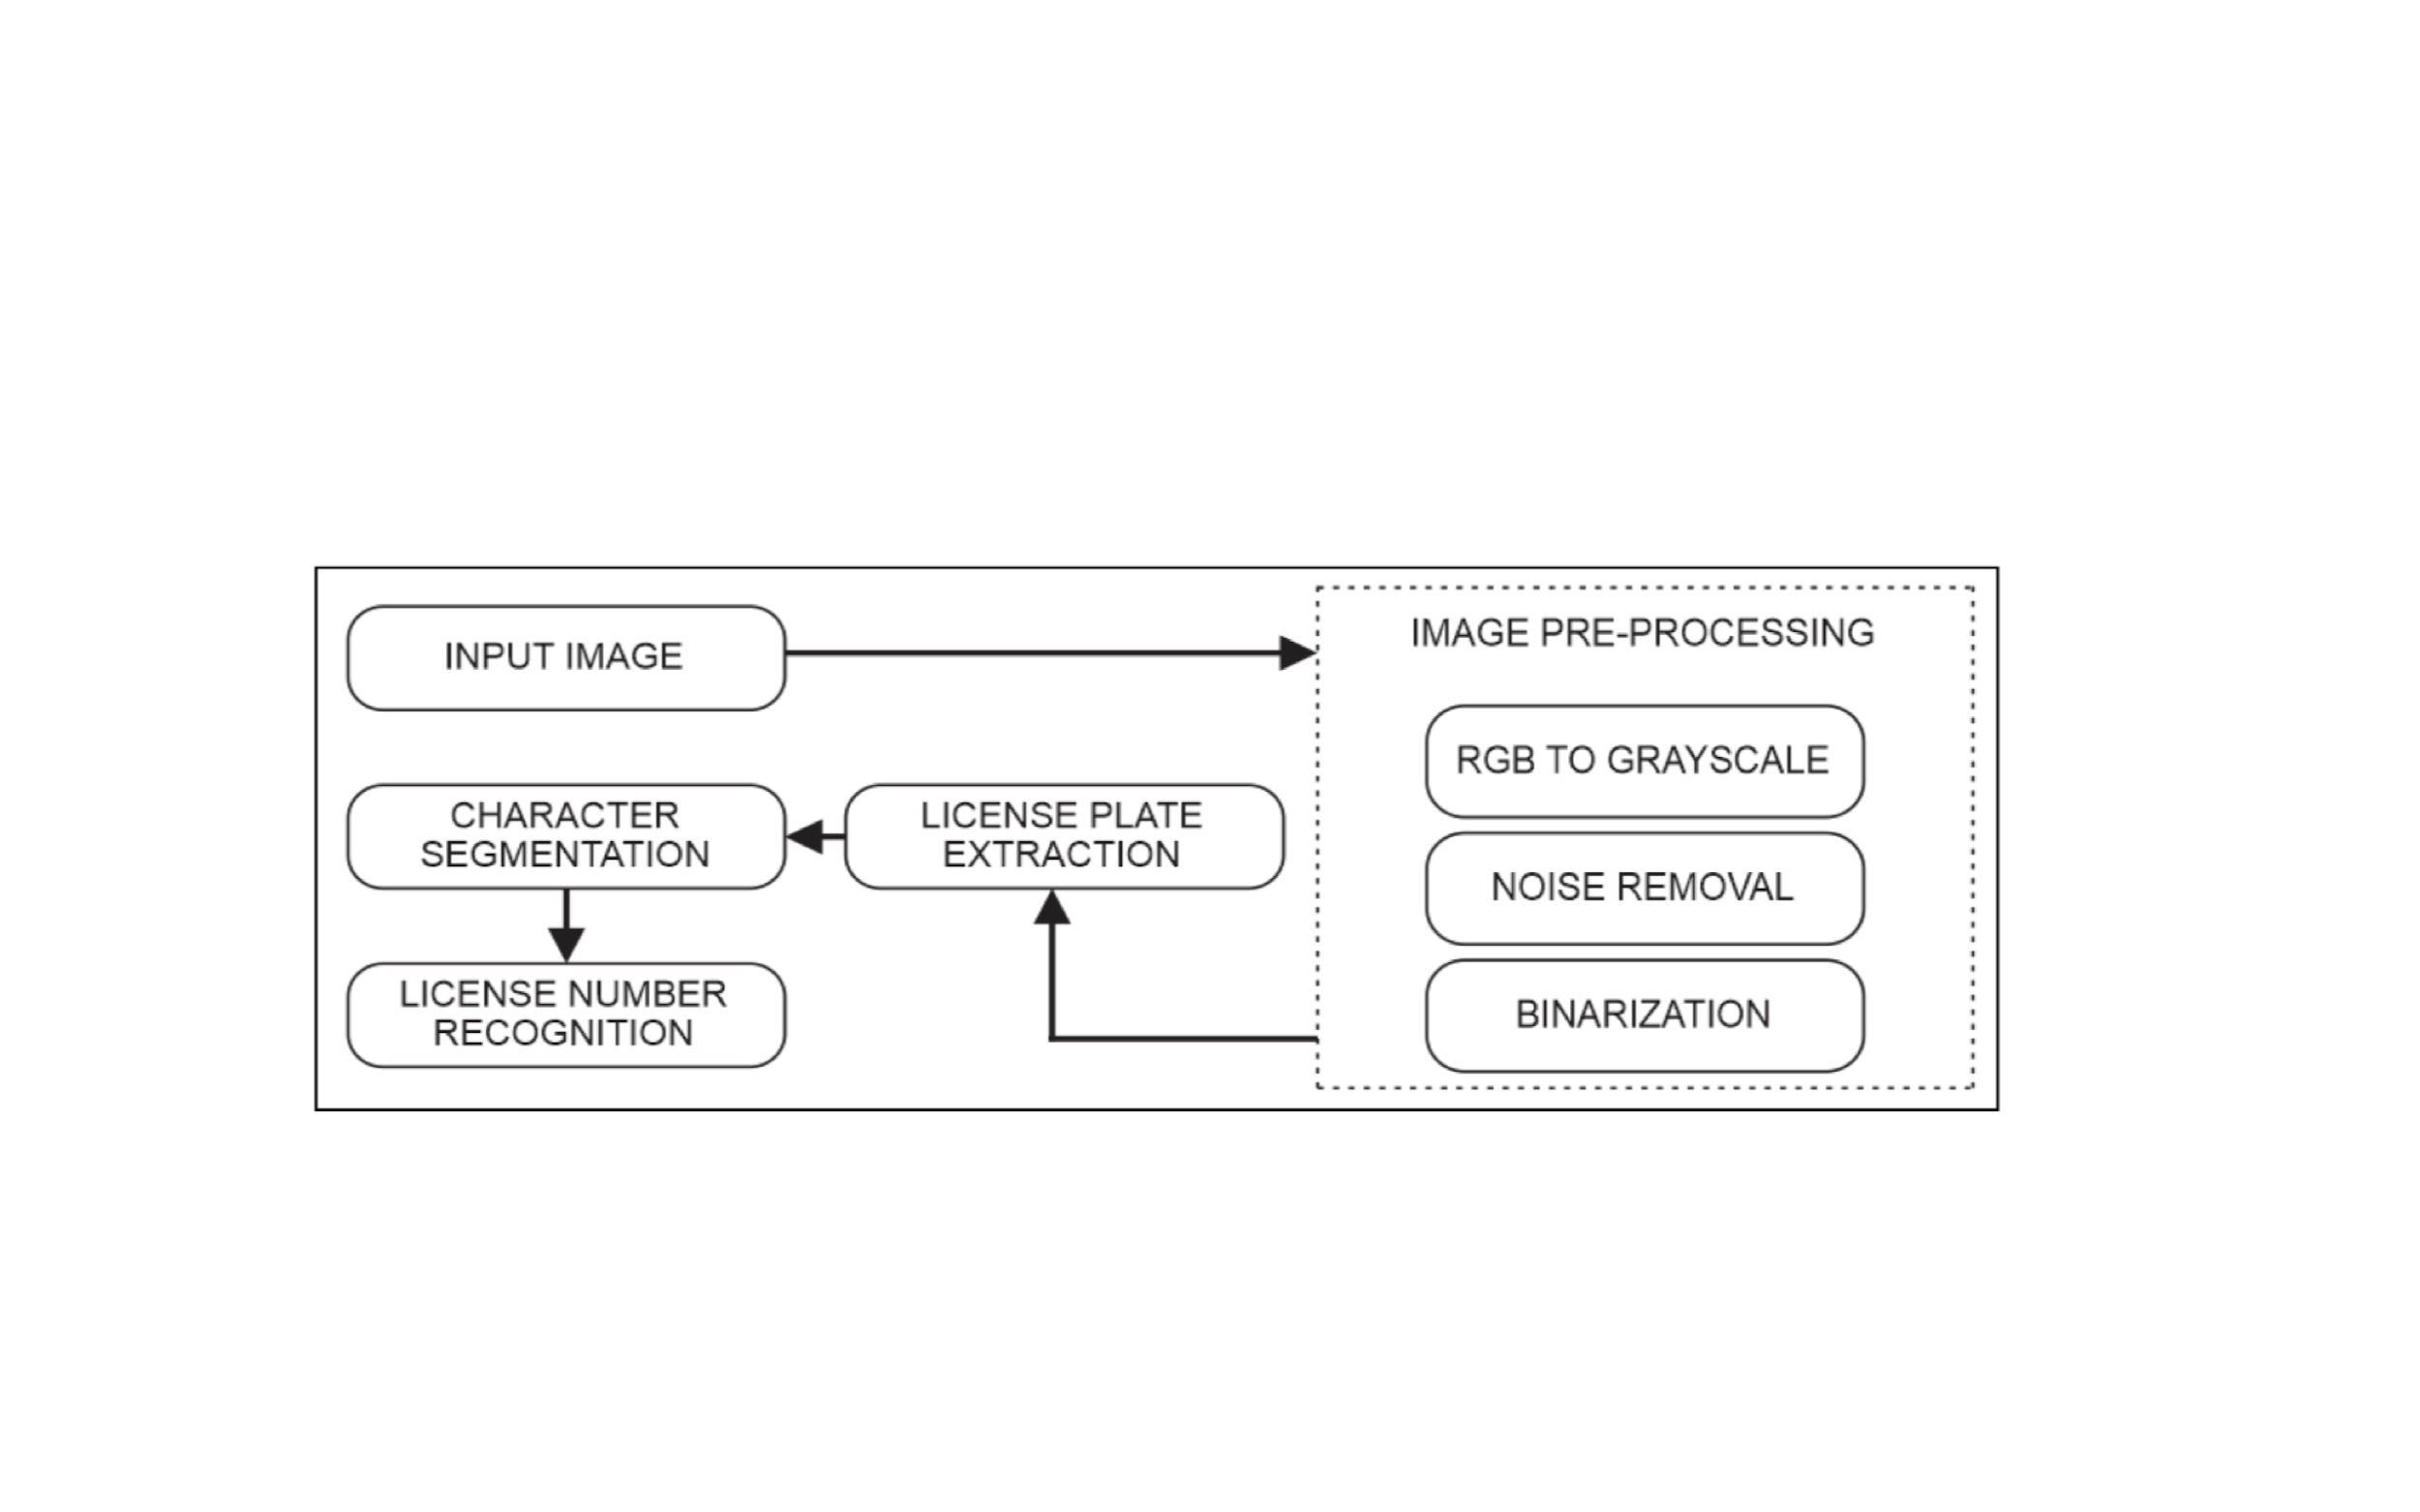 INPUT IMAGE
IMAGE PRE-PROCESSING
RGB TO GRAYSCALE
NOISE REMOVAL
BINARIZATION
LICENSE PLATE
EXTRACTION
CHARACTER
SEGMENTATION
LICENSE NUMBER
RECOGNITION